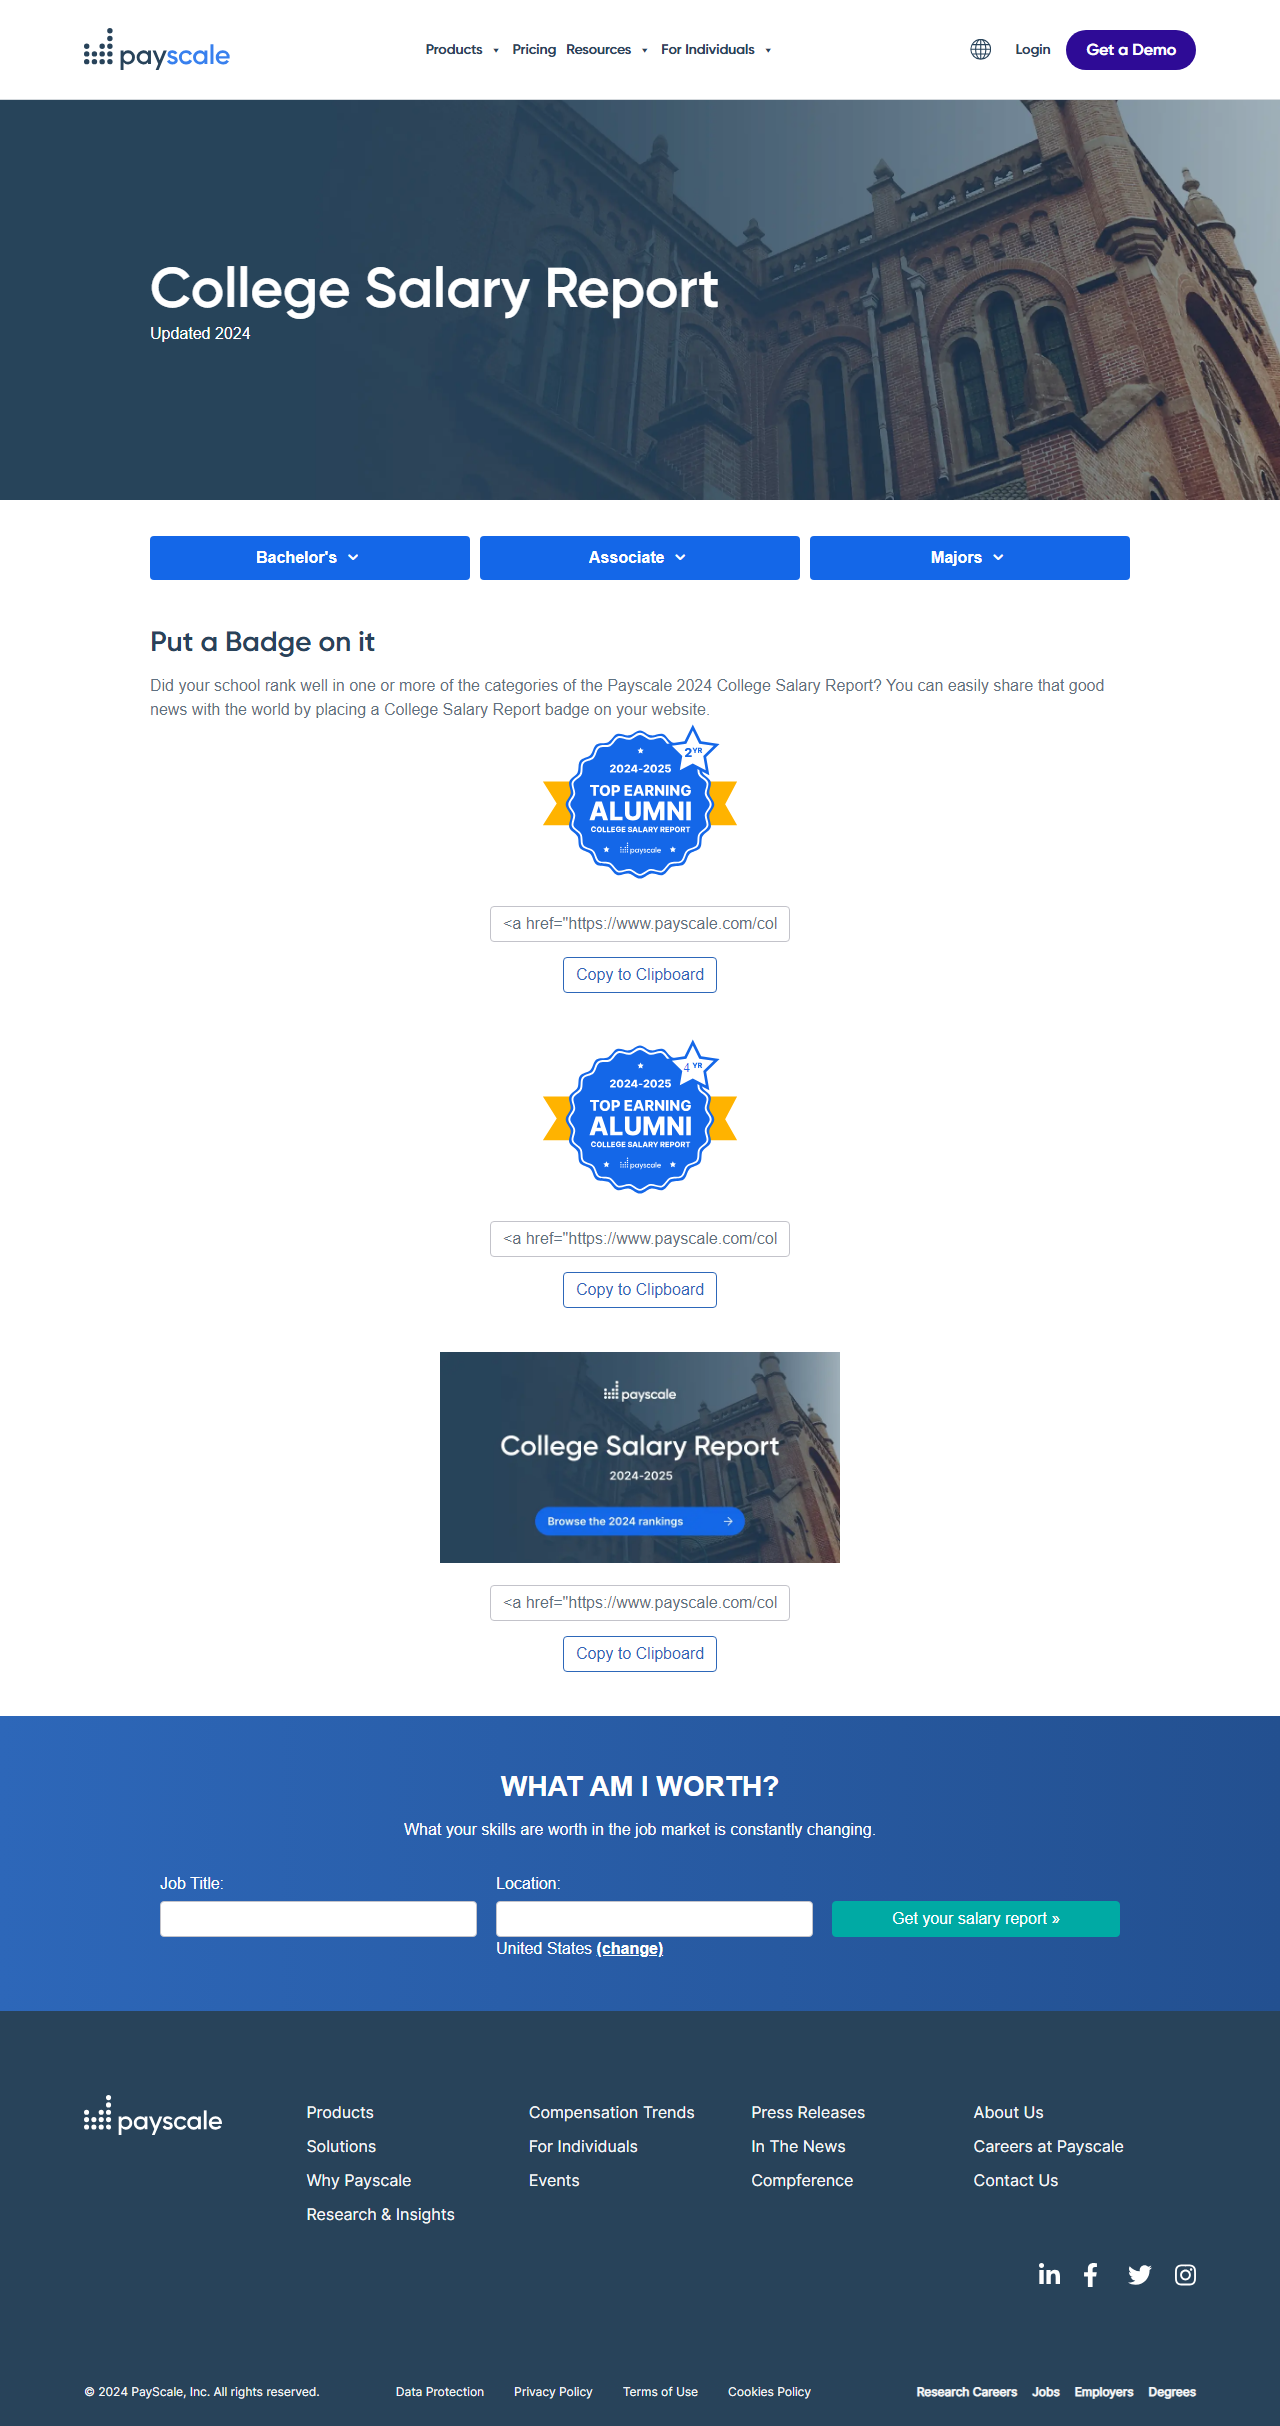 payscale
Products
Pricing
Resources
For Individuals
Login
Get a Demo
College Salary Report
Updated 2024
Bachelor's
Associate
Majors
Put a Badge on it
Did your school rank well in one or more of the categories of the Payscale 2024 College Salary Report? You can easily share that good
news with the world by placing a College Salary Report badge on your website.
2 YR
2024-2025
TOP EARNING
ALUMNI
COLLEGE SALARY REPORT
payscale
<a href="https://www.payscale.com/col
Copy to Clipboard
4 YR
2024-2025
TOP EARNING
ALUMNI
COLLEGE SALARY REPORT
payscale
<a href="https://www.payscale.com/col
Copy to Clipboard
payscale
College Salary Report
2024-2025
Browse the 2024 rankings
<a href="https://www.payscale.com/col
Copy to Clipboard
WHAT AM I WORTH?
What your skills are worth in the job market is constantly changing.
Job Title:
Location:
Get your salary report »
United States (change)
payscale
Products
Solutions
Why Payscale
Research & Insights
Compensation Trends
For Individuals
Events
Press Releases
In The News
Compference
About Us
Careers at Payscale
Contact Us
© 2024 PayScale, Inc. All rights reserved.
Data Protection
Privacy Policy
Terms of Use
Cookies Policy
Research Careers
Jobs
Employers
Degrees